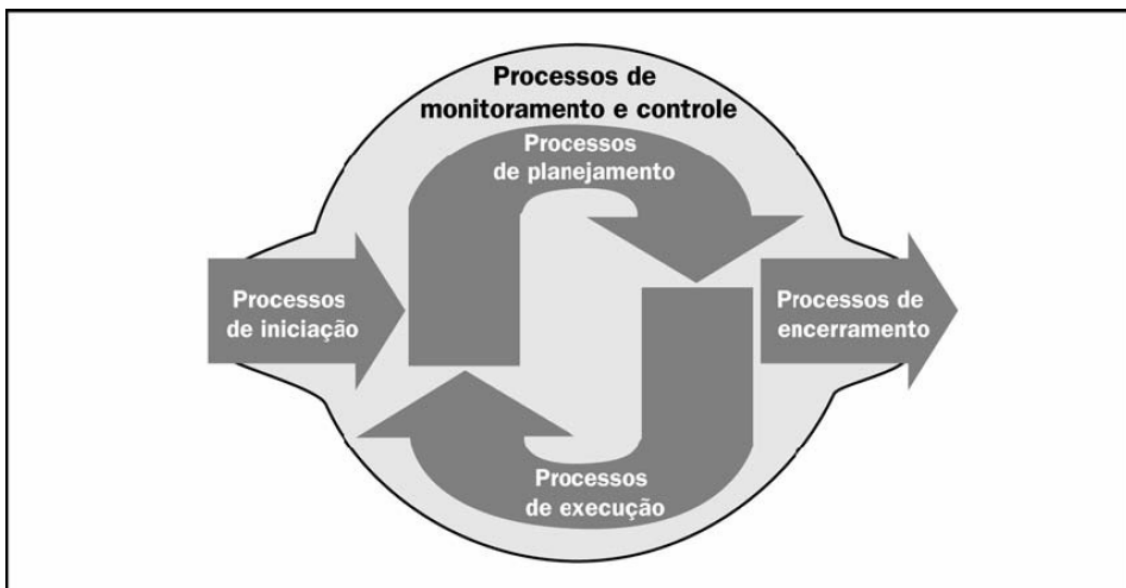 Processos de
monitoramento e controle
Processos
de planejamento
Processos
de iniciação
Processos de
encerramento
Processos
de execução